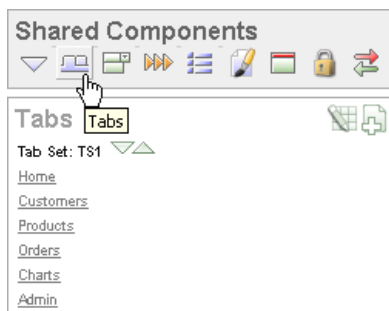 Shared Components
Tabs
Tabs
Tab Set: TS1
Home
Customers
Products
Orders
Charts
Admin